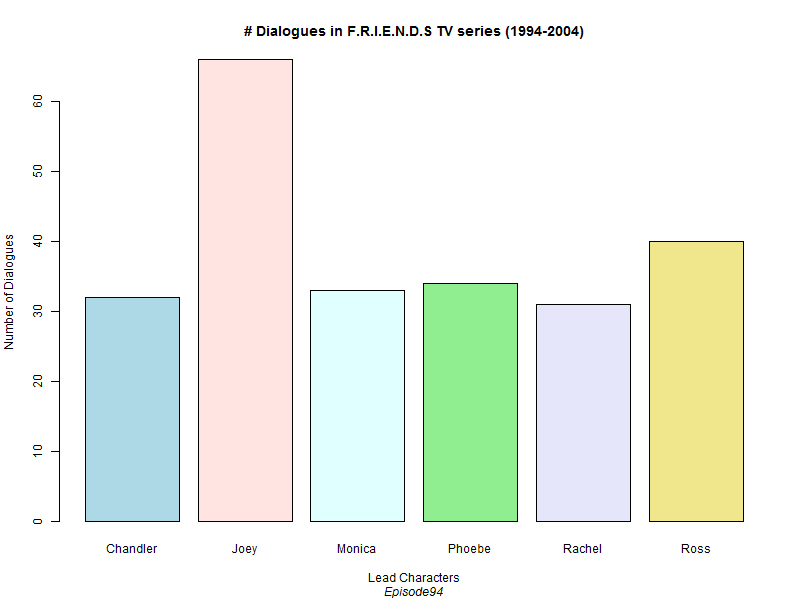 # Dialogues in F.R.I.E.N.D.S TV series (1994-2004)
Number of Dialogues
60
50
40
30
20
10
0
Chandler Joey Monica Phoebe Rachel Ross
Lead Characters
Episode94